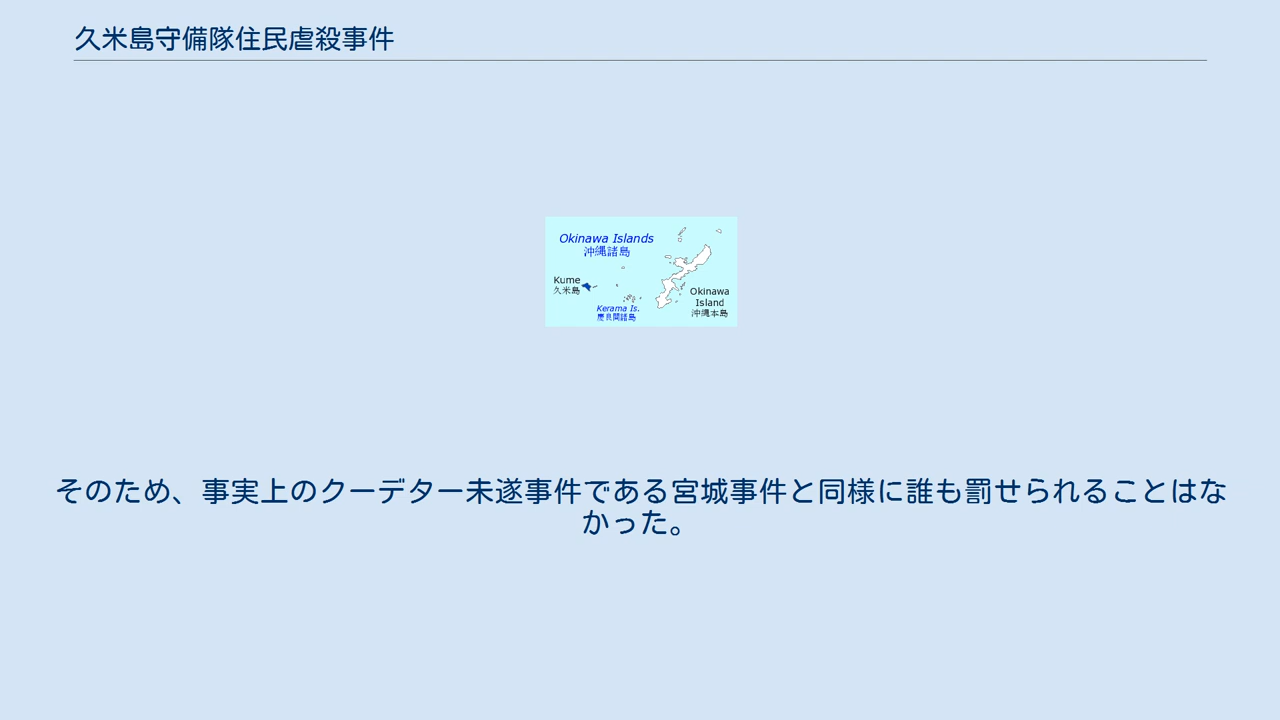 久米島守備隊住民虐殺事件
Okinawa Islands
沖縄諸島
Kume
久米島
Kerama Is.
慶良間諸島
Okinawa
Island
沖縄本島
そのため、事実上のクーデター未遂事件である宮城事件と同様に誰も罰せられることはな
かった。